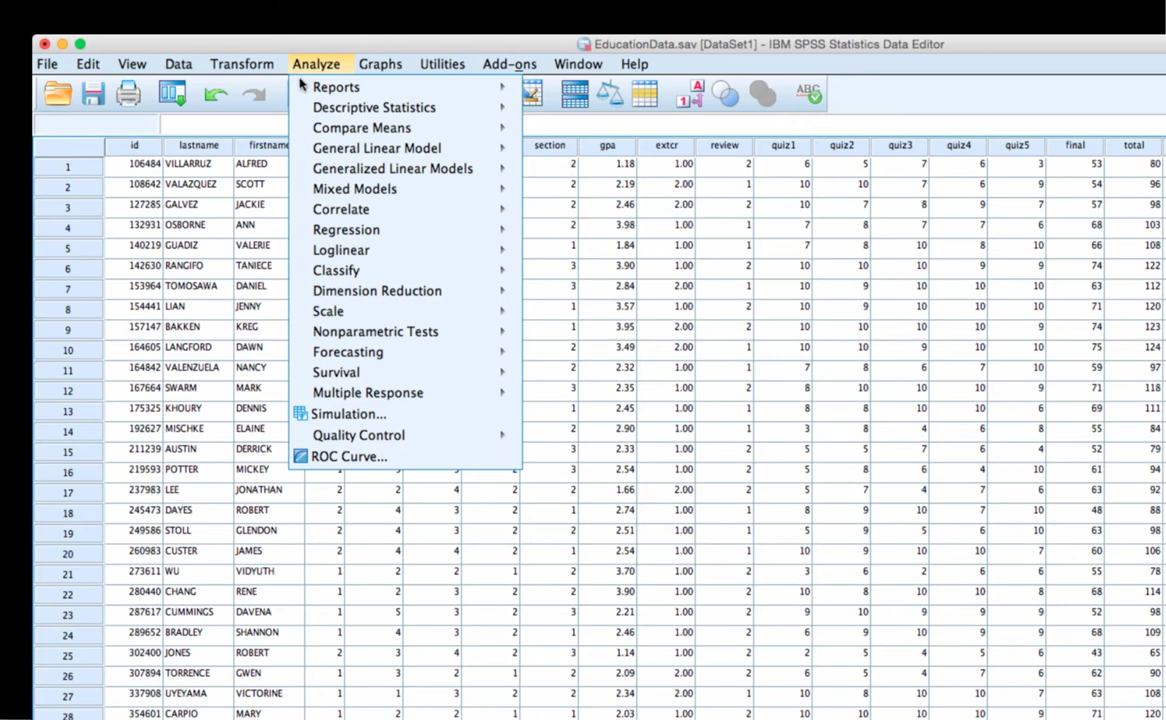 EducationData.sav [DataSet1] - IBM SPSS Statistics Data Editor
File Edit View Data Transform Analyze Graphs Utilities Add-ons Window Help
A
1
ABC
Reports
Descriptive Statistics
Compare Means
General Linear Model
Generalized Linear Models
Mixed Models
Correlate
Regression
Loglinear
Classify
Dimension Reduction
Scale
Nonparametric Tests
Forecasting
Survival
Multiple Response
Simulation...
Quality Control
ROC Curve...
id lastname firstname section gpa extcr review quiz1 quiz2 quiz3 quiz4 quiz5 final total
1 106484 VILLARRUZ ALFRED 2 1.18 1.00 2 6 5 7 6 3 53 80
2 108642 VALAZQUEZ SCOTT 2 2.19 2.00 1 10 10 7 6 9 54 96
3 127285 GALVEZ JACKIE 2 2.46 2.00 2 10 7 8 9 7 57 98
4 132931 OSBORNE ANN 2 3.98 1.00 1 7 8 7 8 6 68 103
5 140219 GUADIZ VALERIE 1 1.84 1.00 1 7 8 10 8 10 66 108
6 142630 RANGIFO TANIECE 3 3.90 1.00 2 10 10 10 9 9 74 122
7 153964 TOMOSAWA DANIEL 3 2.84 1.00 2 10 9 10 10 10 63 112
8 154441 LIAN JENNY 1 3.57 1.00 2 10 9 10 10 10 71 120
9 157147 BAKKEN KREG 1 3.95 2.00 2 10 9 10 10 10 74 123
10 164605 LANGFORD DAWN 2 3.49 2.00 1 10 10 9 10 10 75 124
11 164842 VALENZUELA NANCY 1 2.32 1.00 2 7 8 6 7 10 59 97
12 167664 SWARM MARK 3 2.35 1.00 2 8 10 10 10 9 71 118
13 175325 KHOURY DENNIS 1 2.45 1.00 1 8 8 10 10 6 69 111
14 192627 MISCHKE ELAINE 2 2.90 1.00 1 3 8 4 6 8 55 84
15 211239 AUSTIN DERRICK 3 2.33 1.00 2 5 5 7 6 4 52 79
16 219593 POTTER MICKEY 3 2.54 1.00 2 5 8 6 4 10 61 94
17 237983 LEE JONATHAN 2 2 4 2 2 1.66 2.00 2 5 7 4 7 6 63 92
18 245473 DAYES ROBERT 2 4 3 2 1 2.74 1.00 2 8 9 10 7 6 48 88
19 249586 STOLL GLENDON 2 4 3 2 2 2.51 1.00 1 5 9 5 6 10 63 98
20 260983 CUSTER JAMES 2 4 4 2 1 2.54 1.00 2 10 9 10 10 7 60 106
21 273611 WU VIDYUTH 1 2 2 1 2 3.70 1.00 2 3 6 2 6 6 55 78
22 280440 CHANG RENE 1 2 3 2 2 3.90 1.00 2 10 8 10 8 10 68 114
23 287617 CUMMINGS DAVENA 1 5 3 2 3 2.21 1.00 2 9 10 9 9 9 52 98
24 289652 BRADLEY SHANNON 1 4 3 2 1 2.46 1.00 2 6 9 10 9 9 68 109
25 302400 JONES ROBERT 2 3 4 2 3 1.14 1.00 2 2 5 4 5 6 43 65
26 307894 TORRENCE GWEN 1 3 2 1 2 2.09 2.00 2 6 5 4 7 6 62 90
27 337908 UYEYAMA VICTORINE 1 1 3 2 2 2.34 2.00 1 10 8 10 8 9 63 108
28 354601 CARPIO MARY 1 2 2 1 1 2.03 1.00 2 10 10 10 10 9 71 120